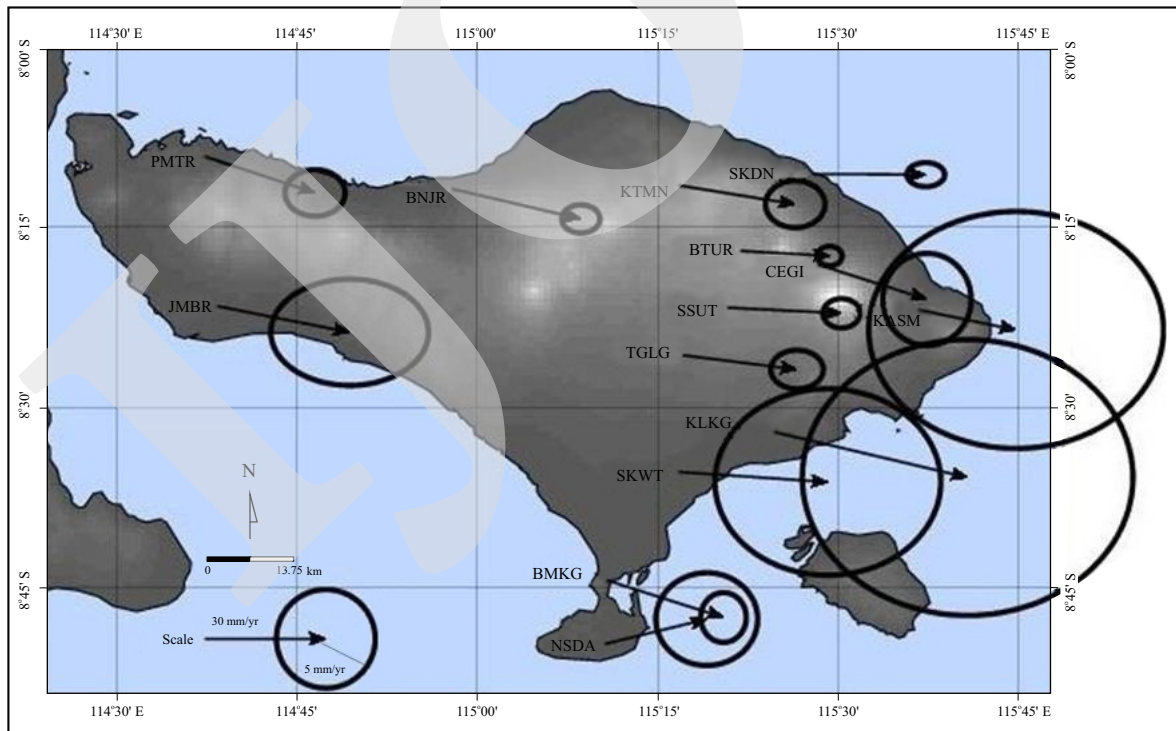 114°30' E 114°45' E 115°00' E 115°15' E 115°30' E 115°45' E
8°00' S 8°00' S
PMTR
SKDN
BNJR KTMN
8°15' 8°15'
BTUR
CEGI
JMBR SSUT KASM
TGLG
8°30' 8°30'
KLKG
SKWT
N
0 13.75 km
BMKG
8°45' S 8°45' S
30 mm/yr
Scale NSDA
5 mm/yr
114°30' E 114°45' E 115°00' E 115°15' E 115°30' E 115°45' E